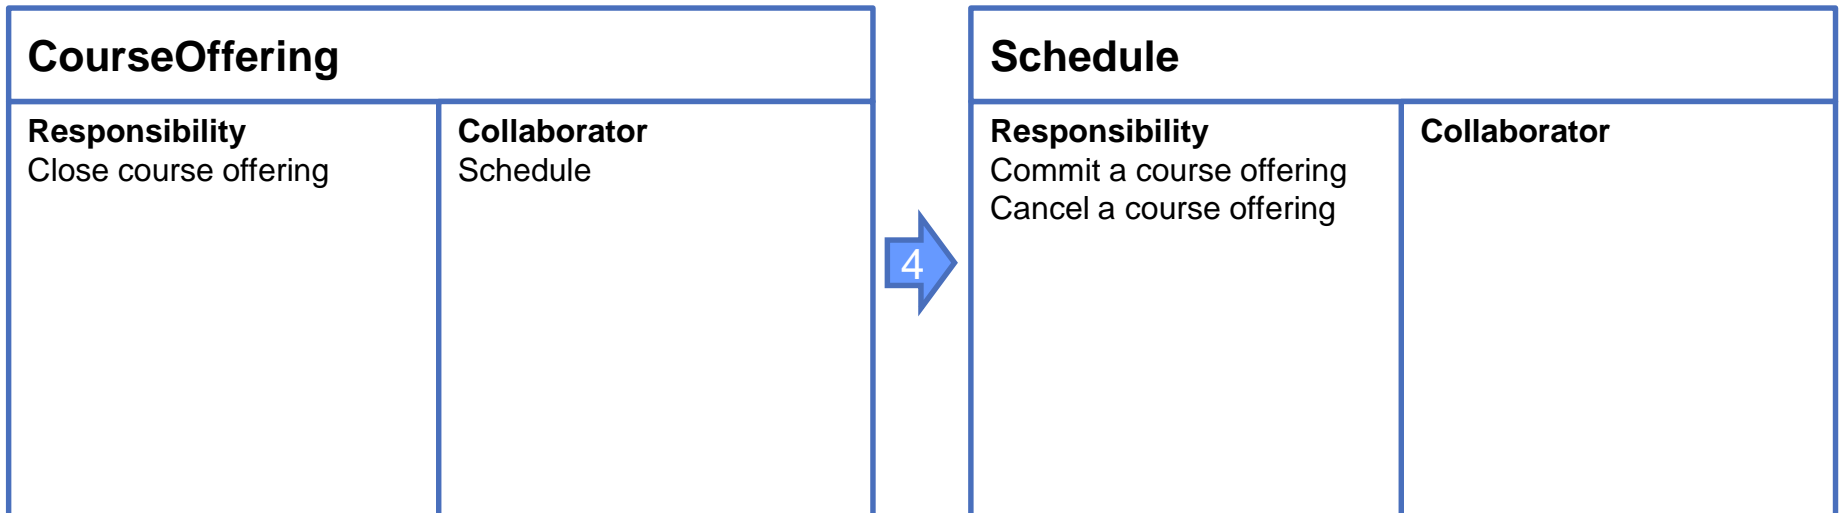 CourseOffering
Responsibility
Close course offering
Collaborator
Schedule
4
Schedule
Responsibility
Commit a course offering
Cancel a course offering
Collaborator